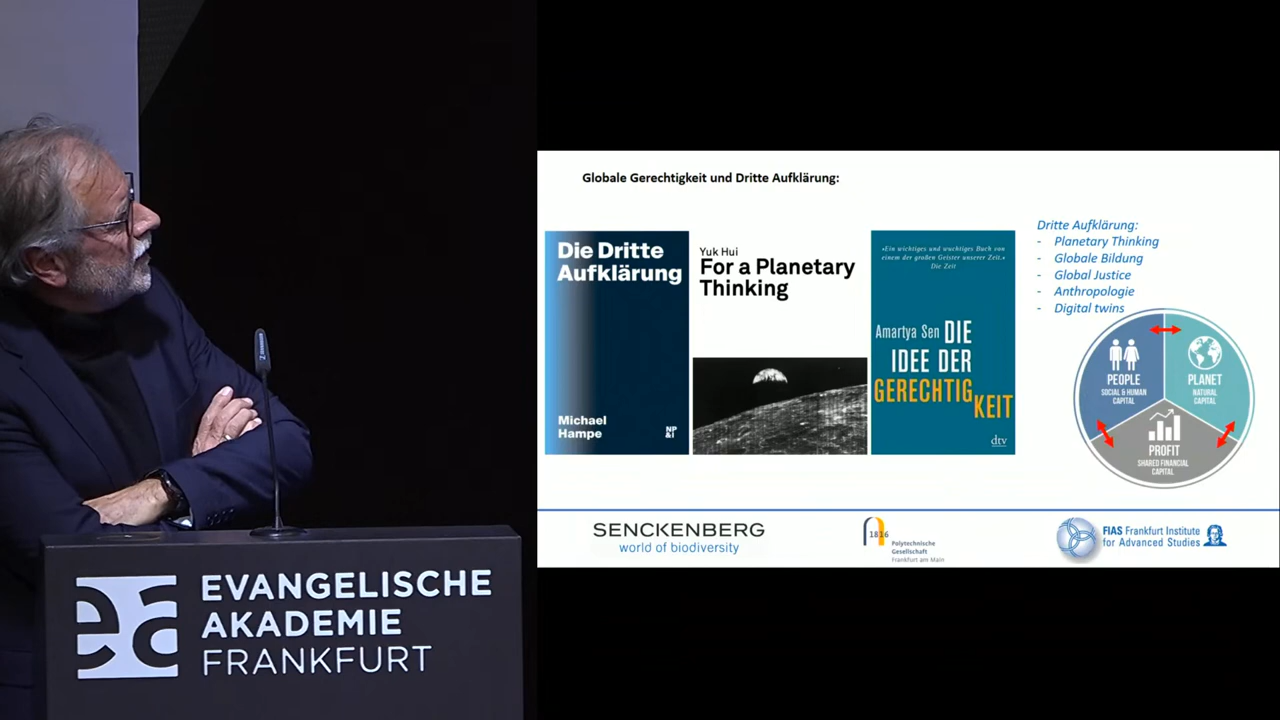 EVANGELISCHE
AKADEMIE
FRANKFURT
Globale Gerechtigkeit und Dritte Aufklärung:
Die Dritte
Aufklärung
Michael
Hampe
NP
&I
Yuk Hui
For a Planetary
Thinking
»Ein wichtiges und wuchtiges Buch von
einem der großen Geister unserer Zeit.«
Die Zeit
Amartya Sen DIE
IDEE DER
GERECHTIG
KEIT
dtv
Dritte Aufklärung:
- Planetary Thinking
- Globale Bildung
- Global Justice
- Anthropologie
- Digital twins
PEOPLE
SOCIAL & HUMAN
CAPITAL
PLANET
NATURAL
CAPITAL
PROFIT
SHARED FINANCIAL
CAPITAL
SENCKENBERG
world of biodiversity
1816
Polytechnische
Gesellschaft
Frankfurt am Main
FIAS Frankfurt Institute
for Advanced Studies